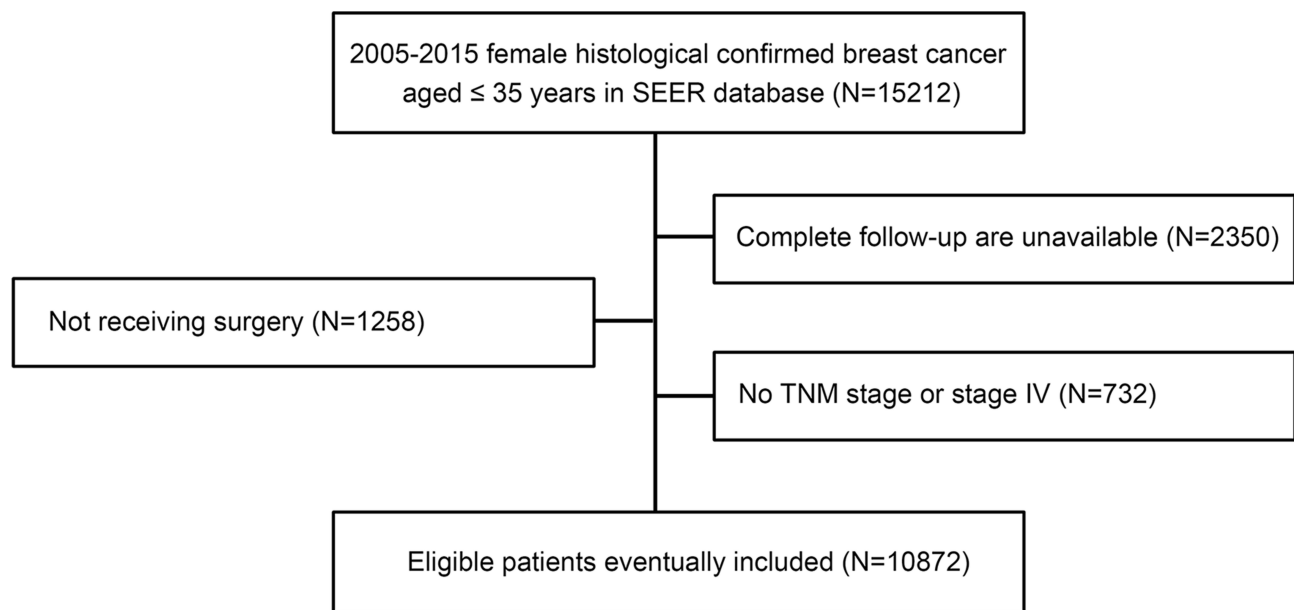 2005-2015 female histological confirmed breast cancer
aged ≤ 35 years in SEER database (N=15212)
Complete follow-up are unavailable (N=2350)
Not receiving surgery (N=1258)
No TNM stage or stage IV (N=732)
Eligible patients eventually included (N=10872)